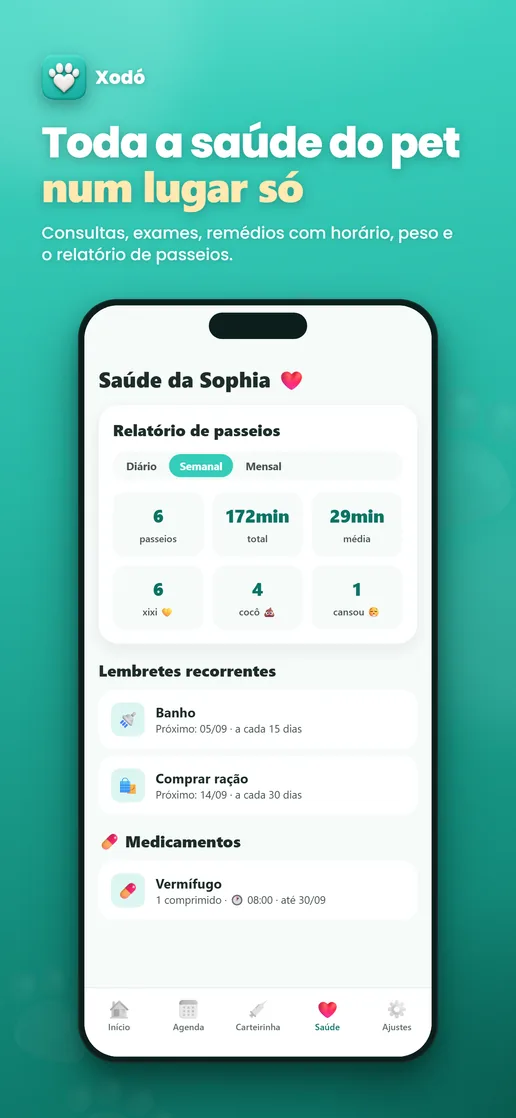 Xodó
Toda a saúde do pet
num lugar só
Consultas, exames, remédios com horário, peso e
o relatório de passeios.
Saúde da Sophia
Relatório de passeios
Diário Semanal Mensal
6 172min 29min
passeios total média
6 4 1
xixi cocô cansou
Lembretes recorrentes
Banho
Próximo: 05/09 · a cada 15 dias
Comprar ração
Próximo: 14/09 · a cada 30 dias
Medicamentos
Vermífugo
1 comprimido · 08:00 · até 30/09
Início Agenda Carteirinha Saúde Ajustes